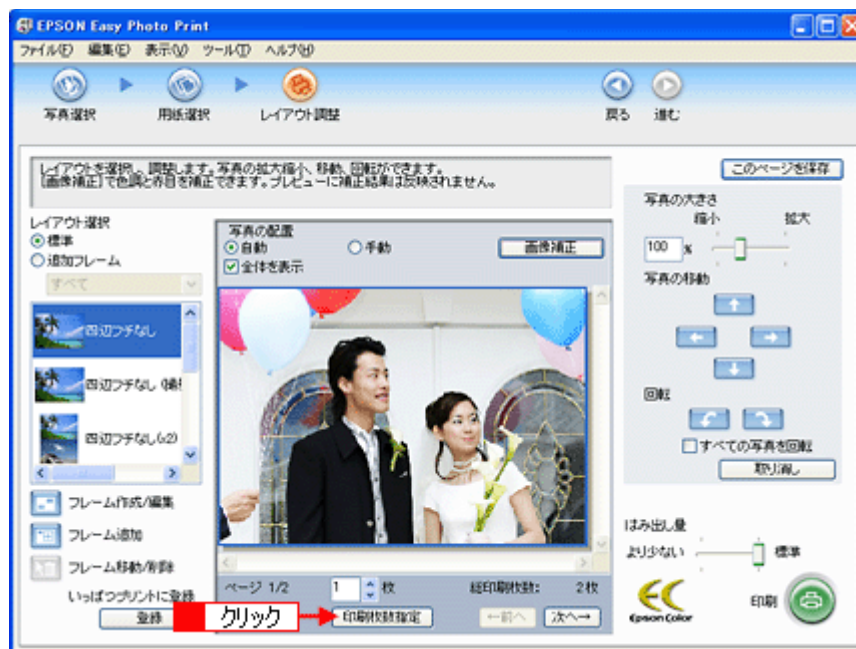 EPSON Easy Photo Print
ファイル(F) 編集(E) 表示(V) ツール(T) ヘルプ(H)
写真選択 用紙選択 レイアウト調整 戻る 進む
レイアウトを選択し、調整します。写真の拡大縮小、移動、回転ができます。
[画像補正]で色調と赤目を補正できます。プレビューに補正結果は反映されません。
このページを保存
レイアウト選択
標準
追加フレーム
すべて
四辺フチなし
四辺フチなし
四辺フチなし(x2)
フレーム作成/編集
フレーム追加
フレーム移動/削除
いっぱつプリントに登録
登録
写真の配置
自動 手動 画像補正
全体を表示
ページ 1/2 1 枚 総印刷枚数: 2枚
クリック
印刷枚数指定 ←前へ 次へ→
写真の大きさ
縮小 拡大
100 %
写真の移動
回転
すべての写真を回転
取り消し
はみ出し量
より少ない 標準
Epson Color
印刷